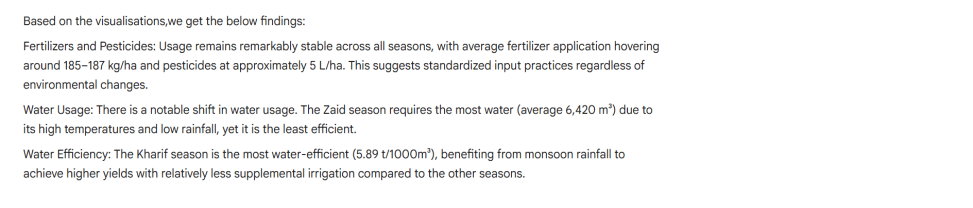 Based on the visualisations,we get the below findings:
Fertilizers and Pesticides: Usage remains remarkably stable across all seasons, with average fertilizer application hovering
around 185–187 kg/ha and pesticides at approximately 5 L/ha. This suggests standardized input practices regardless of
environmental changes.
Water Usage: There is a notable shift in water usage. The Zaid season requires the most water (average 6,420 m³) due to
its high temperatures and low rainfall, yet it is the least efficient.
Water Efficiency: The Kharif season is the most water-efficient (5.89 t/1000m³), benefiting from monsoon rainfall to
achieve higher yields with relatively less supplemental irrigation compared to the other seasons.